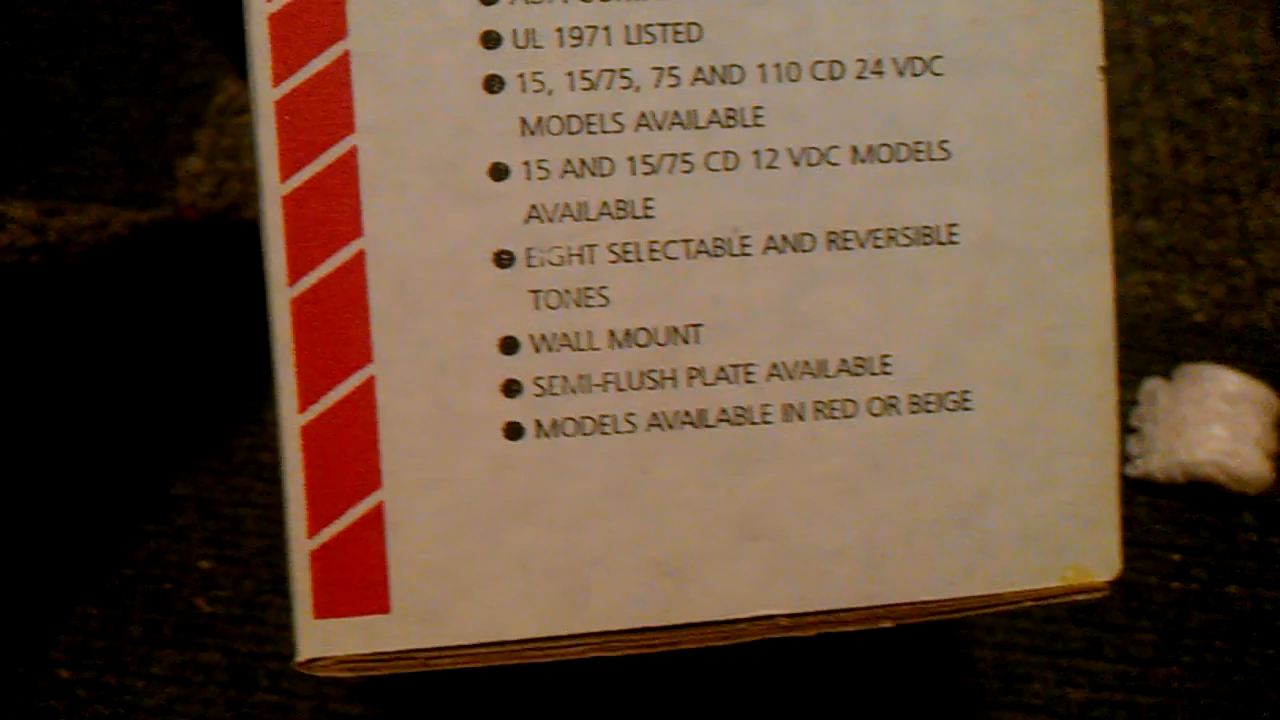 ● UL 1971 LISTED
● 15, 15/75, 75 AND 110 CD 24 VDC
MODELS AVAILABLE
● 15 AND 15/75 CD 12 VDC MODELS
AVAILABLE
● EIGHT SELECTABLE AND REVERSIBLE
TONES
● WALL MOUNT
● SEMI-FLUSH PLATE AVAILABLE
● MODELS AVAILABLE IN RED OR BEIGE